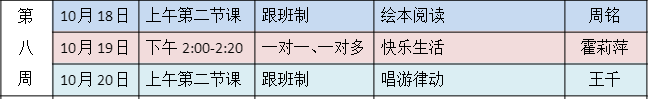 第八周
10月18日 上午第二节课 跟班制 绘本阅读 周铭
10月19日 下午2:00-2:20 一对一、一对多 快乐生活 霍莉萍
10月20日 上午第二节课 跟班制 唱游律动 王千